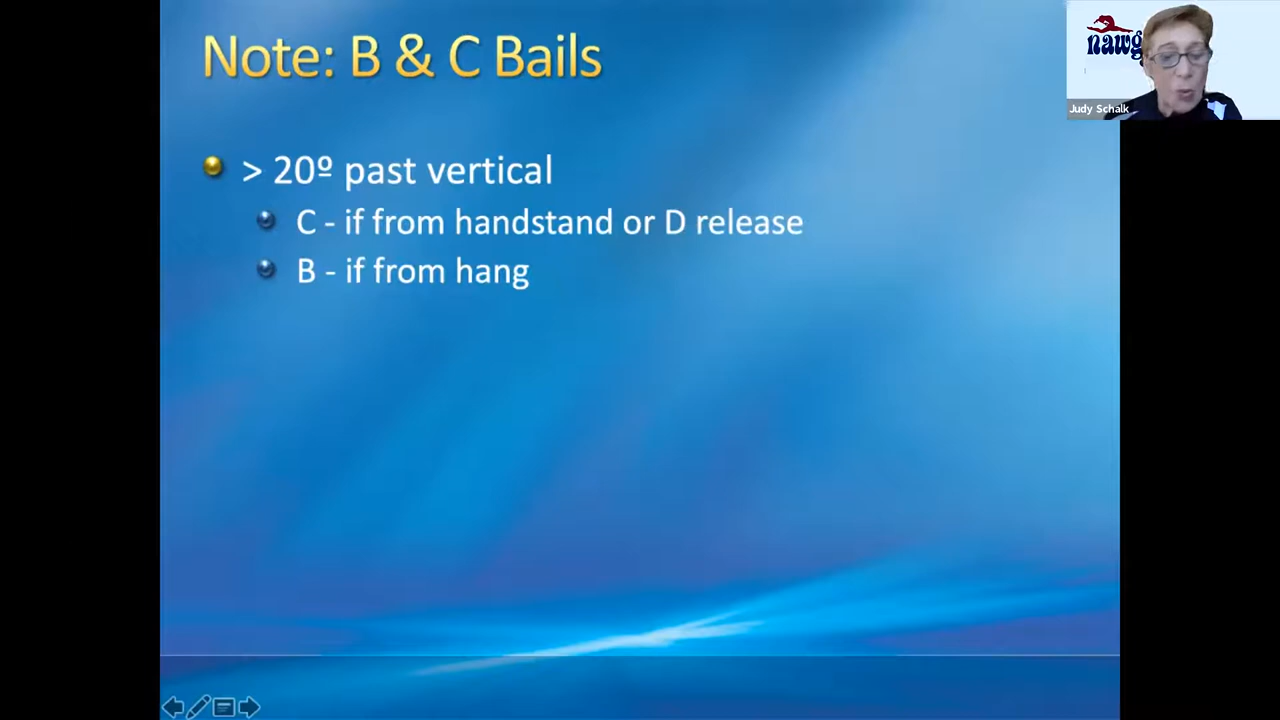 Note: B & C Bails
> 20º past vertical
C - if from handstand or D release
B - if from hang
nawg
Judy Schalk